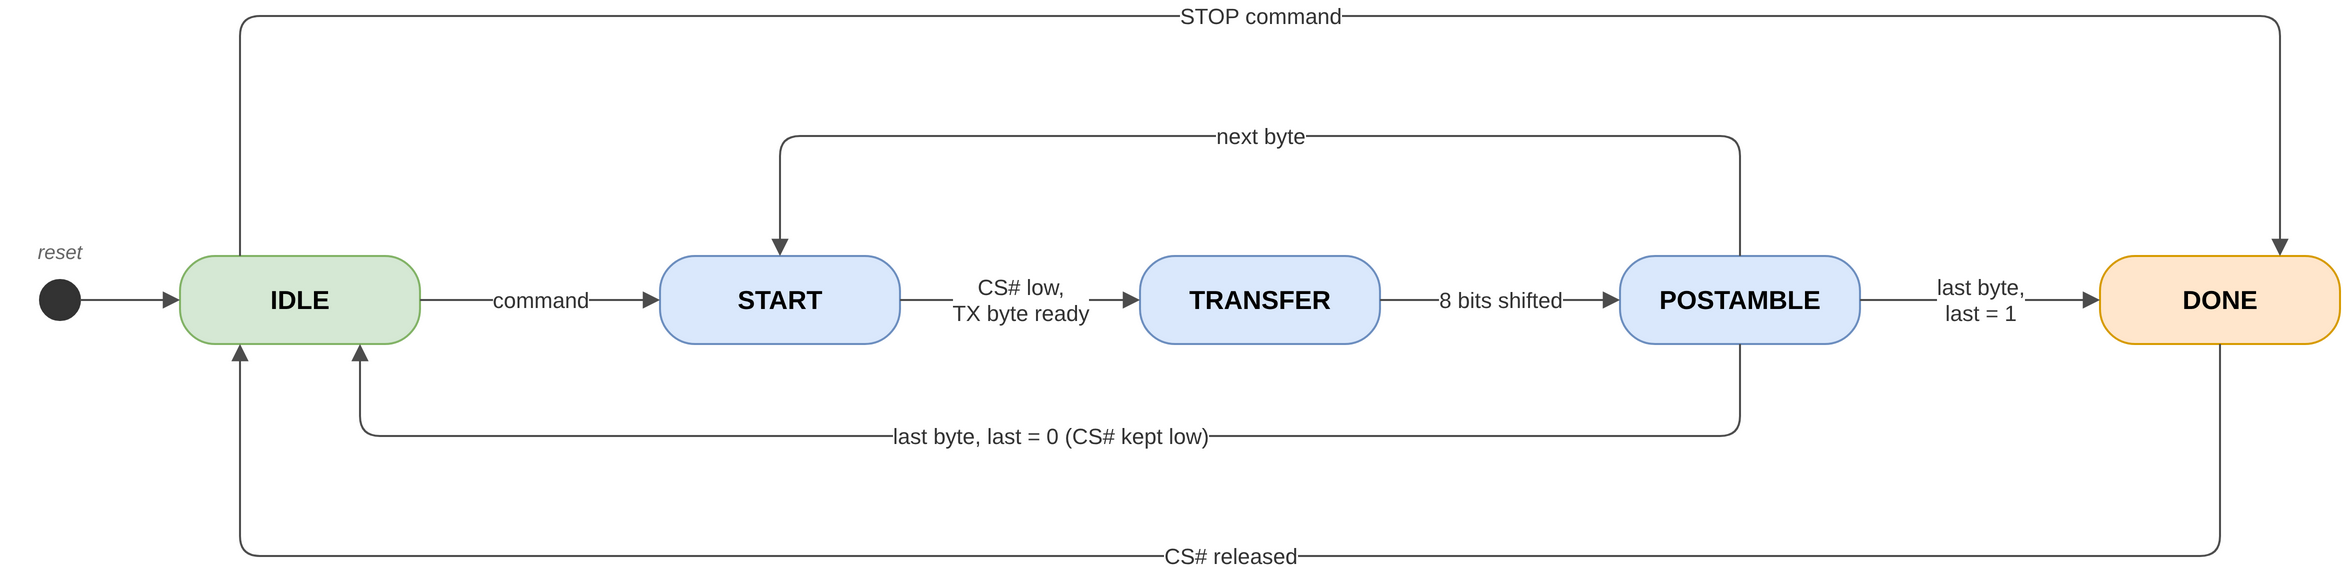 STOP command
next byte
reset
IDLE
command
START
CS# low,
TX byte ready
TRANSFER
8 bits shifted
POSTAMBLE
last byte,
last = 1
DONE
last byte, last = 0 (CS# kept low)
CS# released